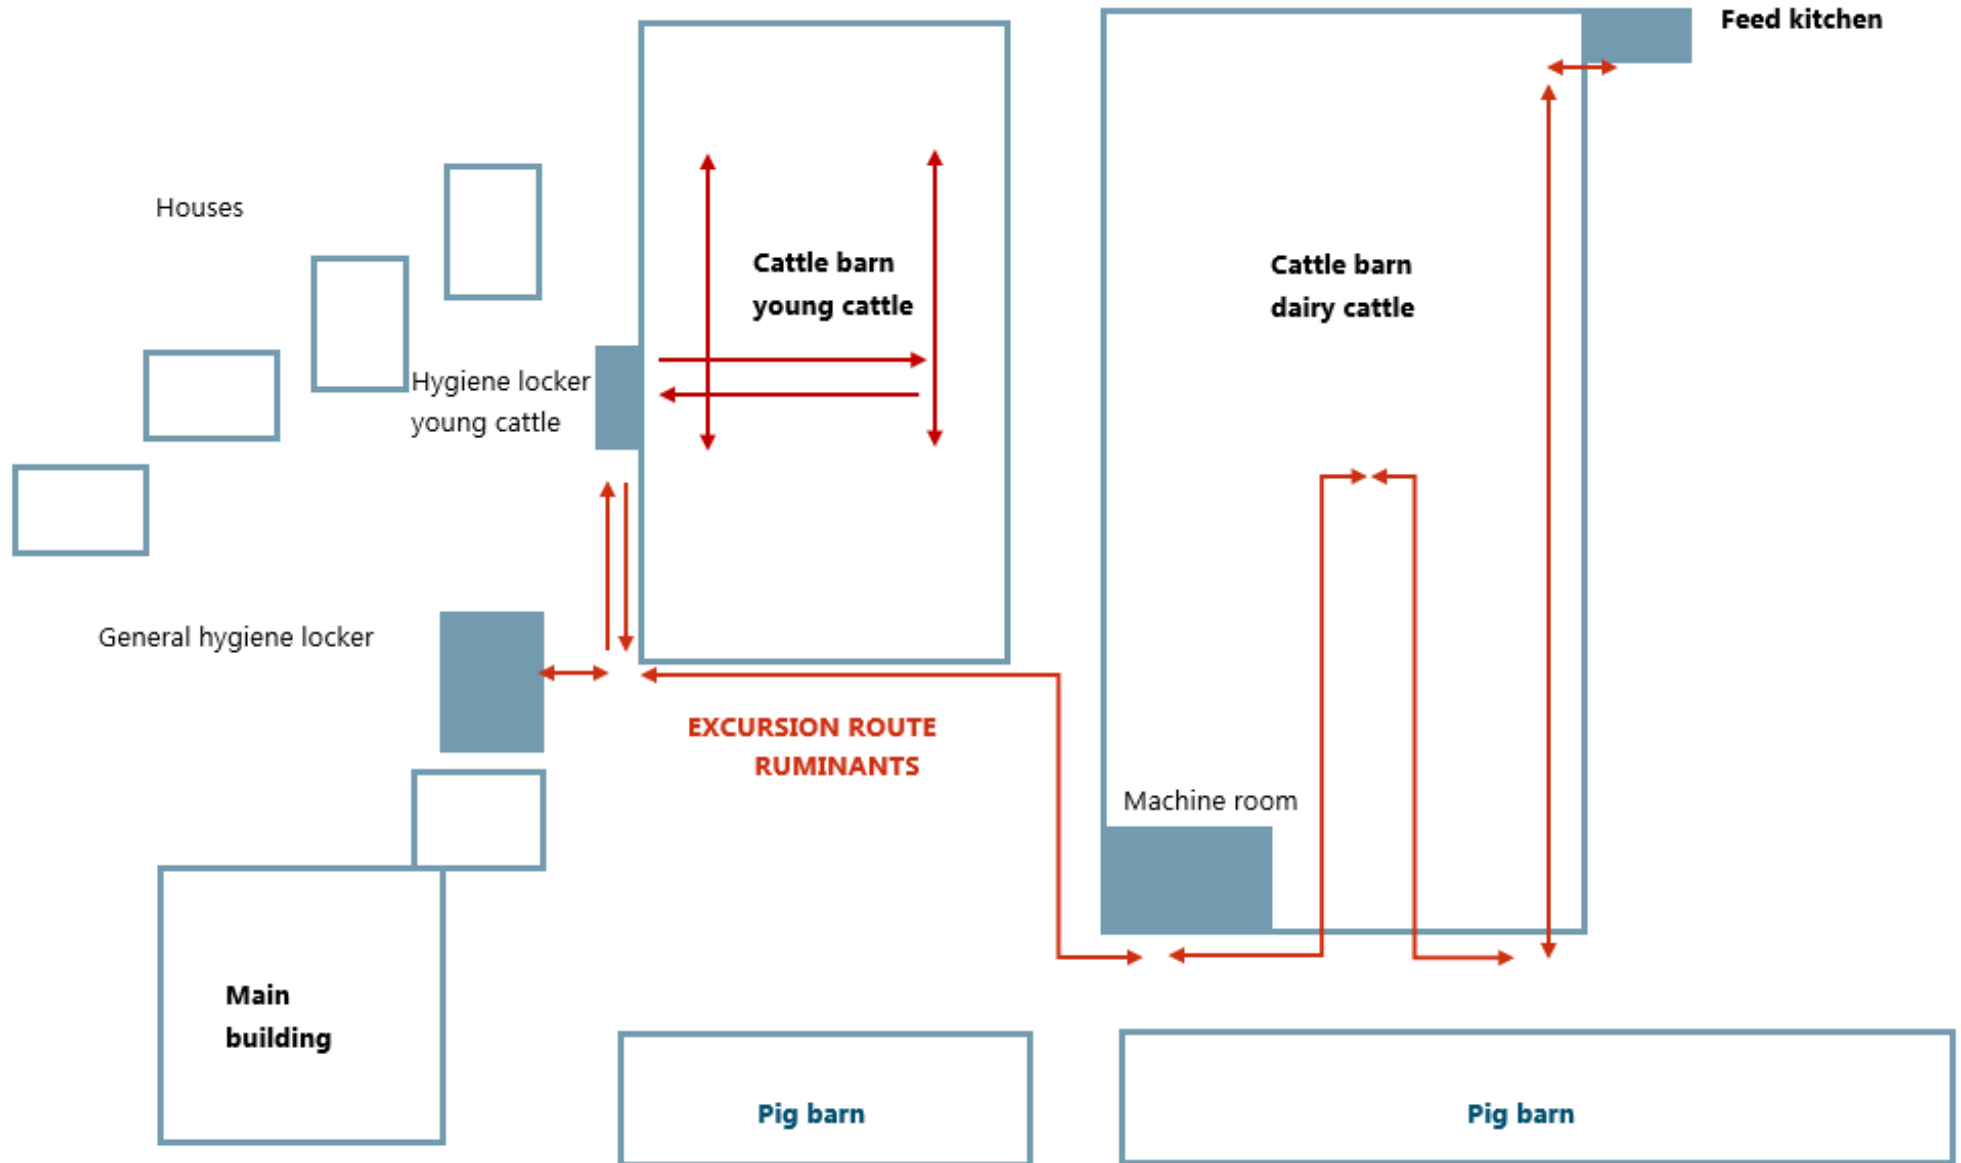 Feed kitchen
Houses
Cattle barn
young cattle
Cattle barn
dairy cattle
Hygiene locker
young cattle
General hygiene locker
EXCURSION ROUTE
RUMINANTS
Machine room
Main
building
Pig barn
Pig barn